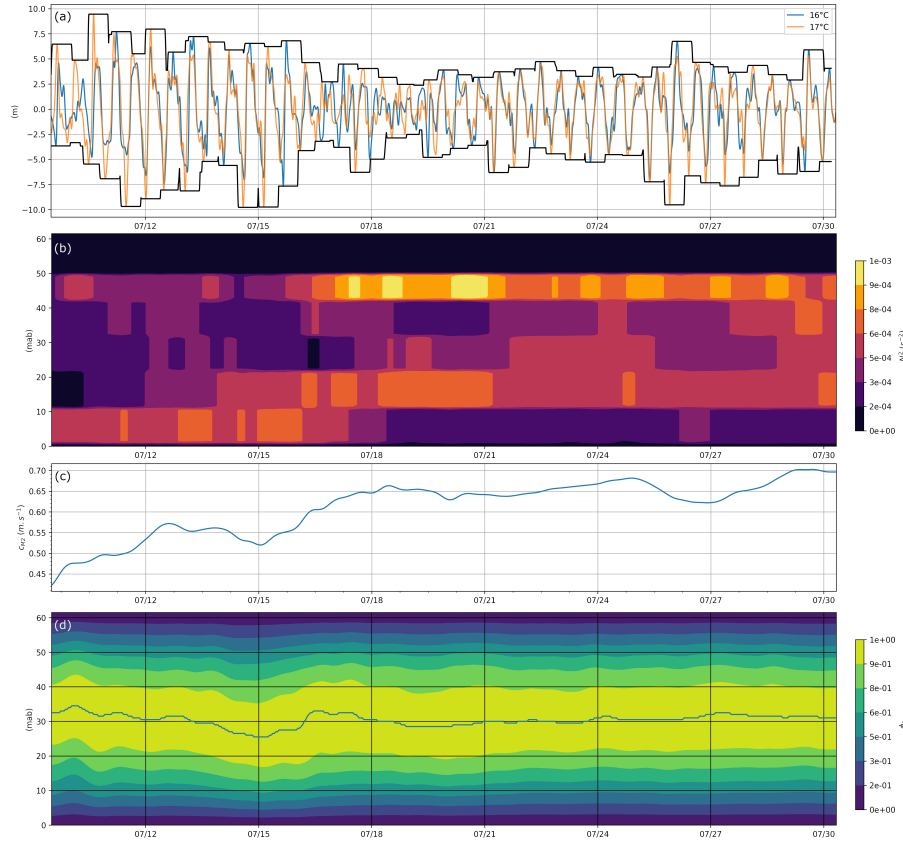 (a)
16°C
17°C
10.0
7.5
5.0
2.5
0.0
−2.5
−5.0
−7.5
−10.0
(m)
07/12 07/15 07/18 07/21 07/24 07/27 07/30
(b)
60
50
40
30
20
10
0
(mab)
07/12 07/15 07/18 07/21 07/24 07/27 07/30
1e-03
9e-04
8e-04
6e-04
5e-04
3e-04
2e-04
0e+00
(c)
0.70
0.65
0.60
0.55
0.50
0.45
c_{M2} (m. s⁻¹)
07/12 07/15 07/18 07/21 07/24 07/27 07/30
(d)
60
50
40
30
20
10
0
(mab)
07/12 07/15 07/18 07/21 07/24 07/27 07/30
1e+00
9e-01
8e-01
6e-01
5e-01
3e-01
2e-01
0e+00